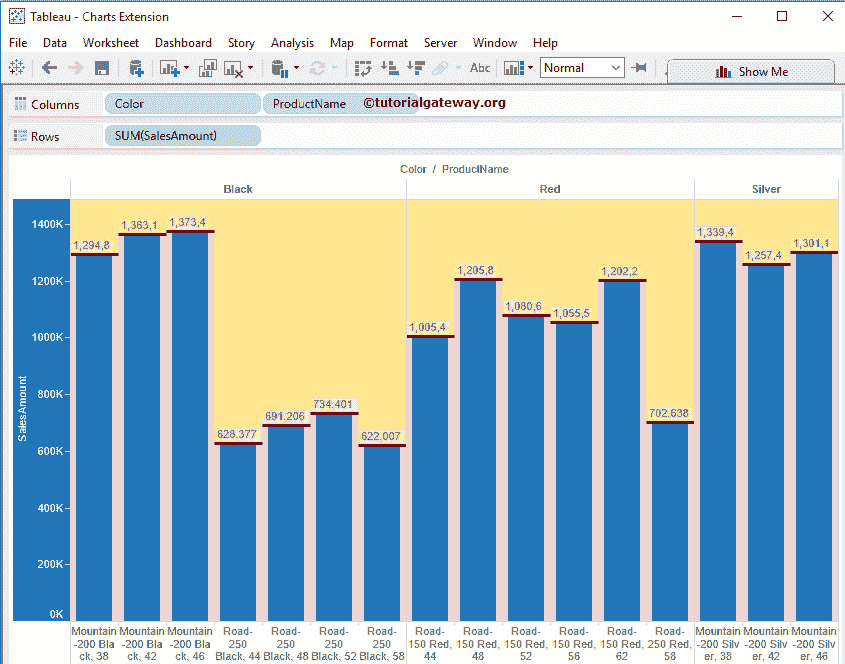 Tableau - Charts Extension
File Data Worksheet Dashboard Story Analysis Map Format Server Window Help
Abc Normal Show Me
Columns Color ProductName ©tutorialgateway.org
Rows SUM(SalesAmount)
Color / ProductName
Black Red Silver
1400K
1200K
1000K
800K
600K
400K
200K
0K
SalesAmount
1,294,8 1,363,1 1,373,4 628,377 691,206 734,401 622,007 1,005,4 1,205,8 1,080,6 1,055,5 1,202,2 702,638 1,339,4 1,257,4 1,301,1
Mountain Mountain Mountain Road- Road- Road- Road- Road- Road- Road- Road- Road- Road- Mountain Mountain Mountain
-200 Bla -200 Bla -200 Bla 250 250 250 250 150 Red, 150 Red, 150 Red, 150 Red, 150 Red, 250 Red, -200 Silv -200 Silv -200 Silv
ck, 38 ck, 42 ck, 46 Black, 44 Black, 48 Black, 52 Black, 58 44 48 52 56 62 58 er, 38 er, 42 er, 46